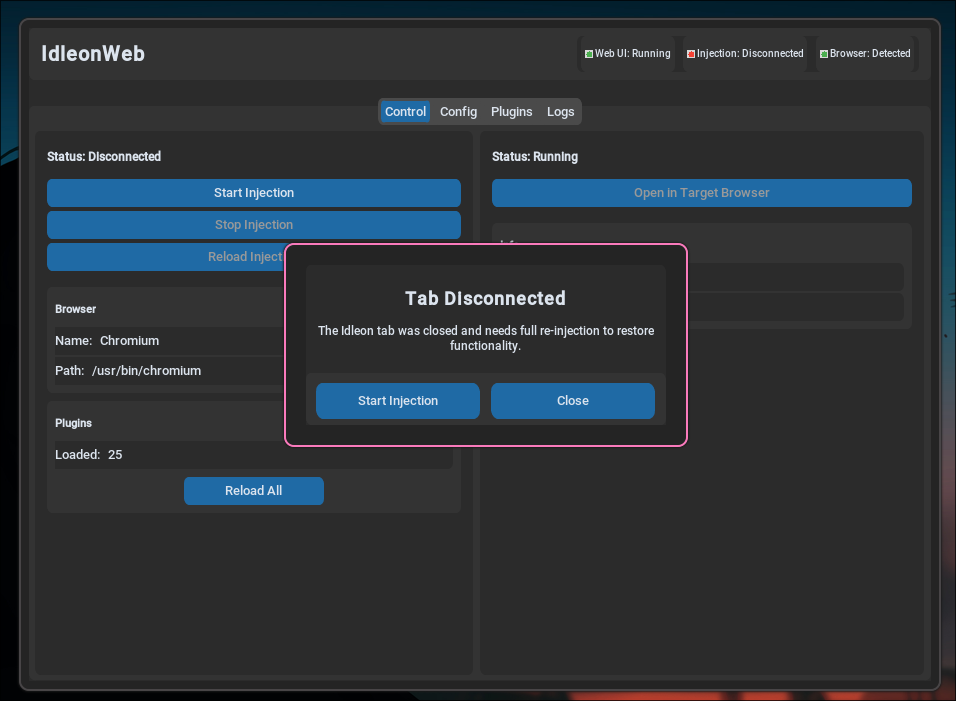 IdleonWeb
Web UI: Running
Injection: Disconnected
Browser: Detected
Control
Config
Plugins
Logs
Status: Disconnected
Start Injection
Stop Injection
Reload
Browser
Name: Chromium
Path: /usr/bin/chromium
Plugins
Loaded: 25
Reload All
Status: Running
Open in Target Browser
Tab Disconnected
The Idleon tab was closed and needs full re-injection to restore
functionality.
Start Injection
Close